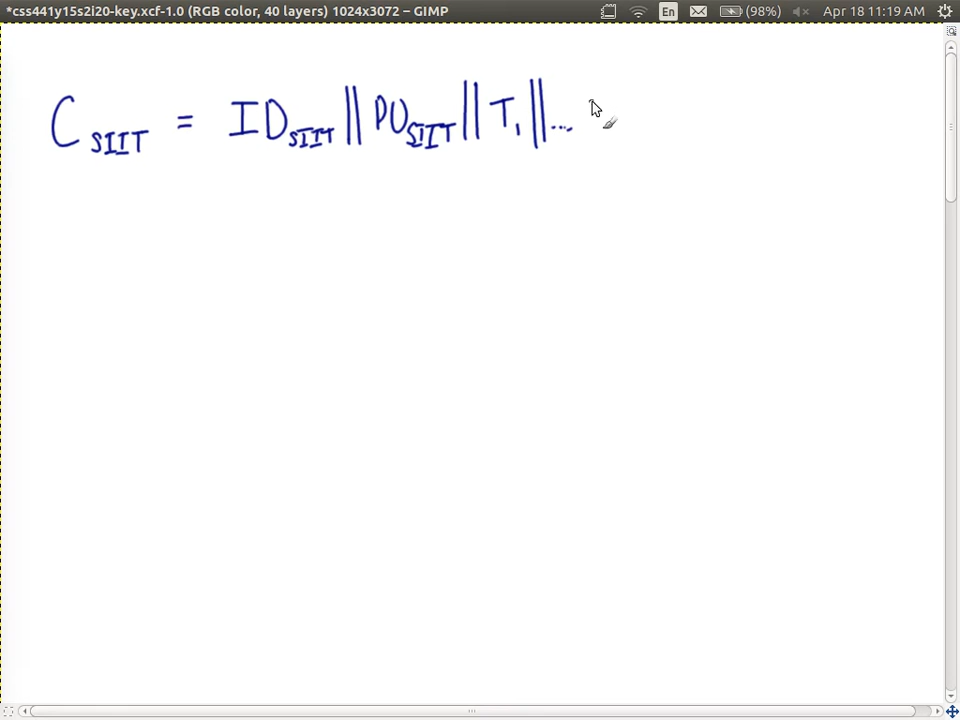 *css441y15s2i20-key.xcf-1.0 (RGB color, 40 layers) 1024x3072 – GIMP En (98%) Apr 18 11:19 AM
C SIIT = ID SIIT || PU SIIT || T1 || ...